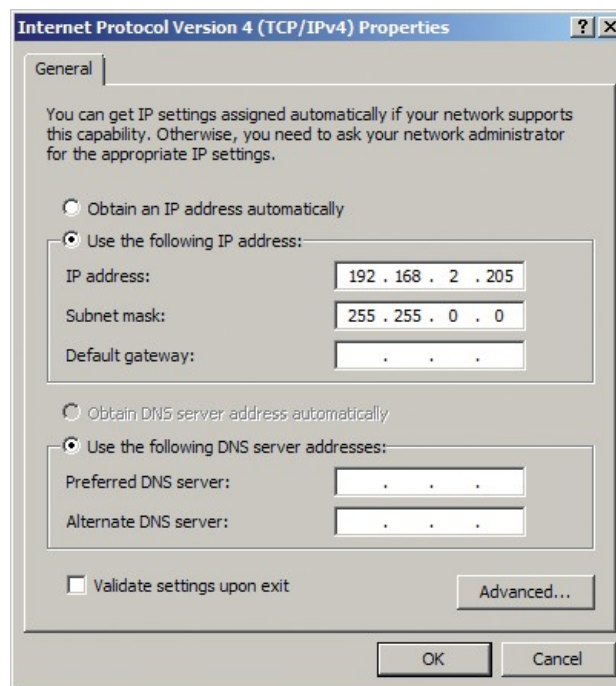 Internet Protocol Version 4 (TCP/IPv4) Properties
General
You can get IP settings assigned automatically if your network supports
this capability. Otherwise, you need to ask your network administrator
for the appropriate IP settings.
Obtain an IP address automatically
Use the following IP address:
IP address: 192 . 168 . 2 . 205
Subnet mask: 255 . 255 . 0 . 0
Default gateway: . . .
Obtain DNS server address automatically
Use the following DNS server addresses:
Preferred DNS server: . . .
Alternate DNS server: . . .
Validate settings upon exit
Advanced...
OK Cancel